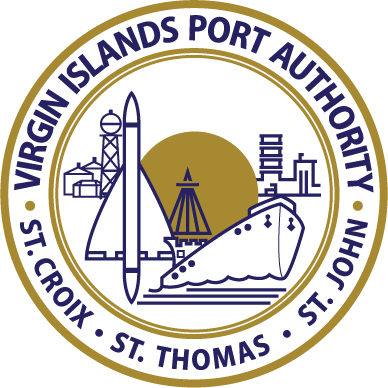 VIRGIN ISLANDS PORT AUTHORITY
ST. CROIX • ST. THOMAS • ST. JOHN